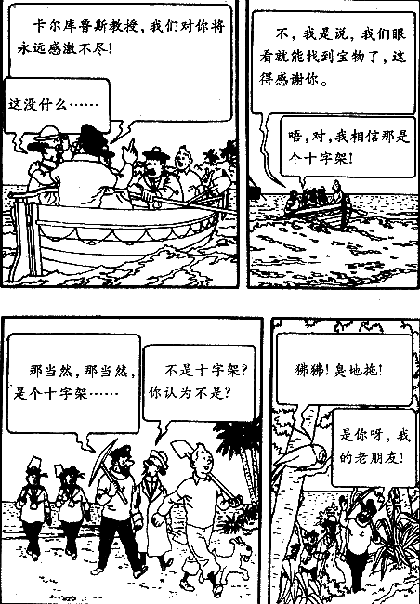 卡尔库鲁斯教授，我们对你将
永远感激不尽！
这没什么……
不，我是说，我们眼
看就能找到宝物了，这
得感谢你。
唔，对，我相信那是
个十字架！
那当然，那当然，
是个十字架……
不是十字架？
你认为不是？
狒狒！臭地拖！
是你呀，我
的老朋友！